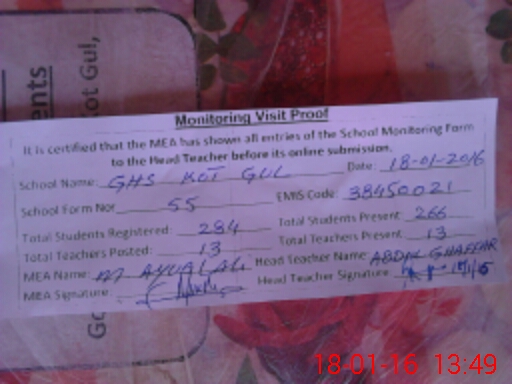 ents
Kot Gul,
Go
Monitoring Visit Proof
It is certified that the MEA has shown all entries of the School Monitoring Form
to the Head Teacher before its online submission.
School Name: GHS KOT GUL Date: 18-01-2016
School Form No: 55 EMIS Code: 38450021
Total Students Registered: 284 Total Students Present: 266
Total Teachers Posted: 13 Total Teachers Present: 13
MEA Name: M Head Teacher Name ABDUL GHAFFAR
MEA Signature: Head Teacher Signature
18-01-16 13:49